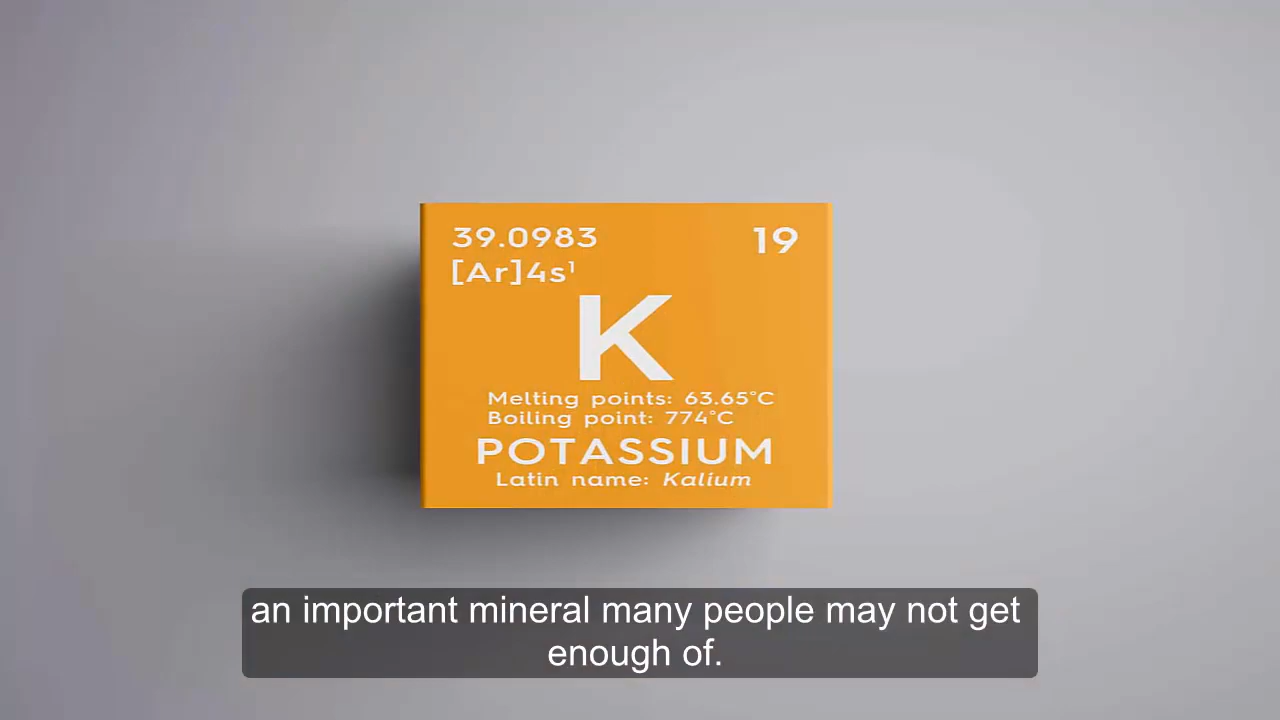 39.0983
19
[Ar]4s¹
K
Melting points: 63.65°C
Boiling point: 774°C
POTASSIUM
Latin name: Kalium
an important mineral many people may not get
enough of.